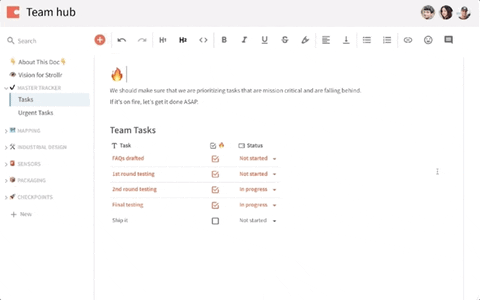 Team hub
Search
About This Doc
Vision for Strollr
MASTER TRACKER
Tasks
Urgent Tasks
MAPPING
INDUSTRIAL DESIGN
SENSORS
PACKAGING
CHECKPOINTS
New
H1
H2
B
I
U
S
We should make sure that we are prioritizing tasks that are mission critical and are falling behind.
If it's on fire, let's get it done ASAP.
Team Tasks
Task Status
FAQs drafted Not started
1st round testing Not started
2nd round testing In progress
Final testing In progress
Ship it Not started